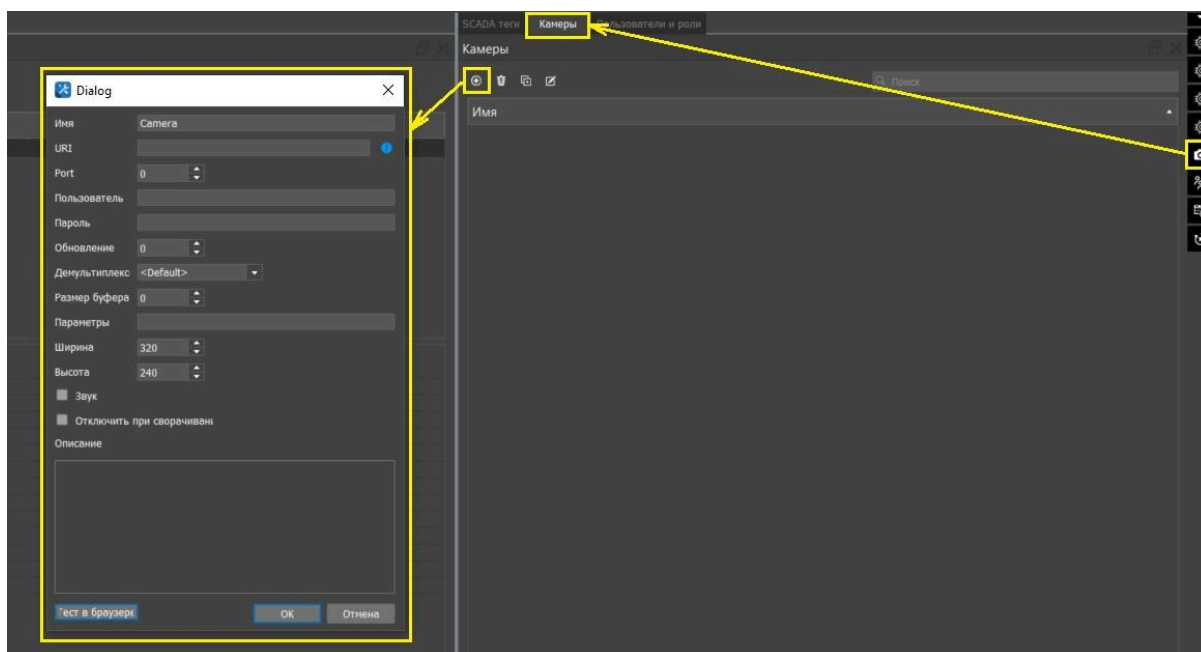 SCADA теги Камеры Пользователи и роли
Камеры
Поиск
Имя
Dialog
Имя Camera
URI
Port 0
Пользователь
Пароль
Обновление 0
Демультиплекс <Default>
Размер буфера 0
Параметры
Ширина 320
Высота 240
Звук
Отключить при сворачивани
Описание
Тест в браузере OK Отмена